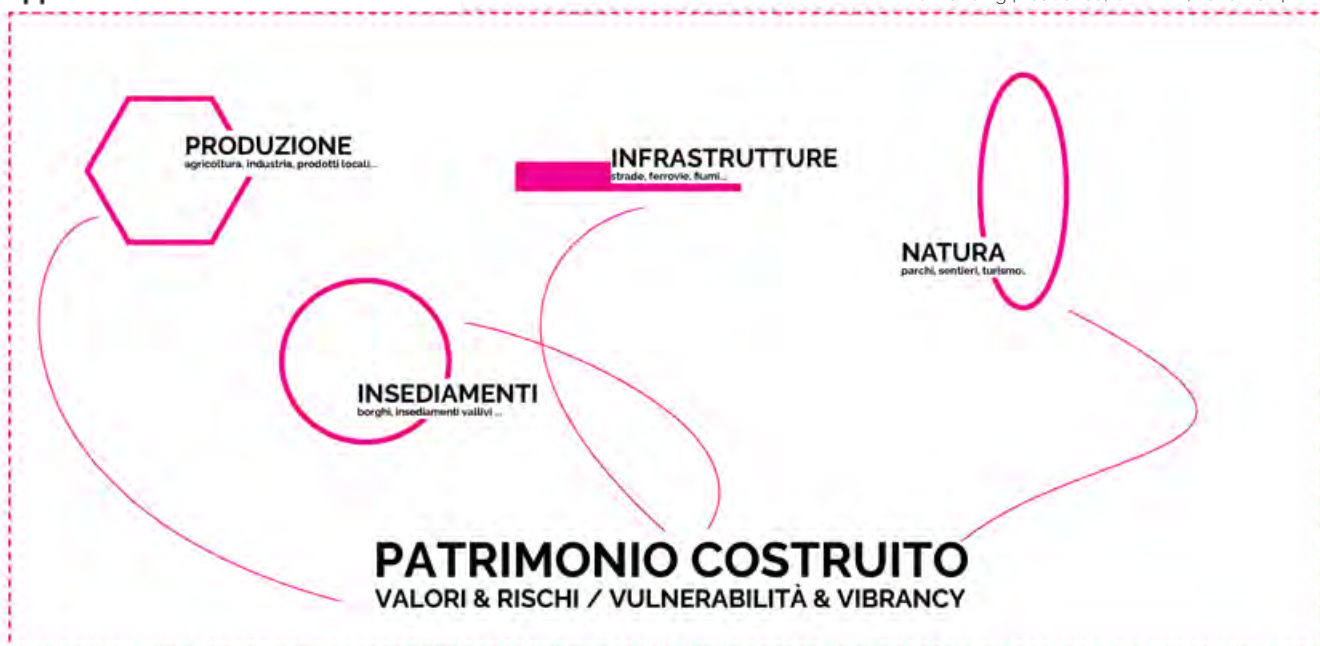 PRODUZIONE
agricoltura, industria, prodotti locali...
INFRASTRUTTURE
strade, ferrovie, fiumi...
NATURA
parchi, sentieri, turismo..
INSEDIAMENTI
borghi, insediamenti vallivi ...
PATRIMONIO COSTRUITO
VALORI & RISCHI / VULNERABILITÀ & VIBRANCY